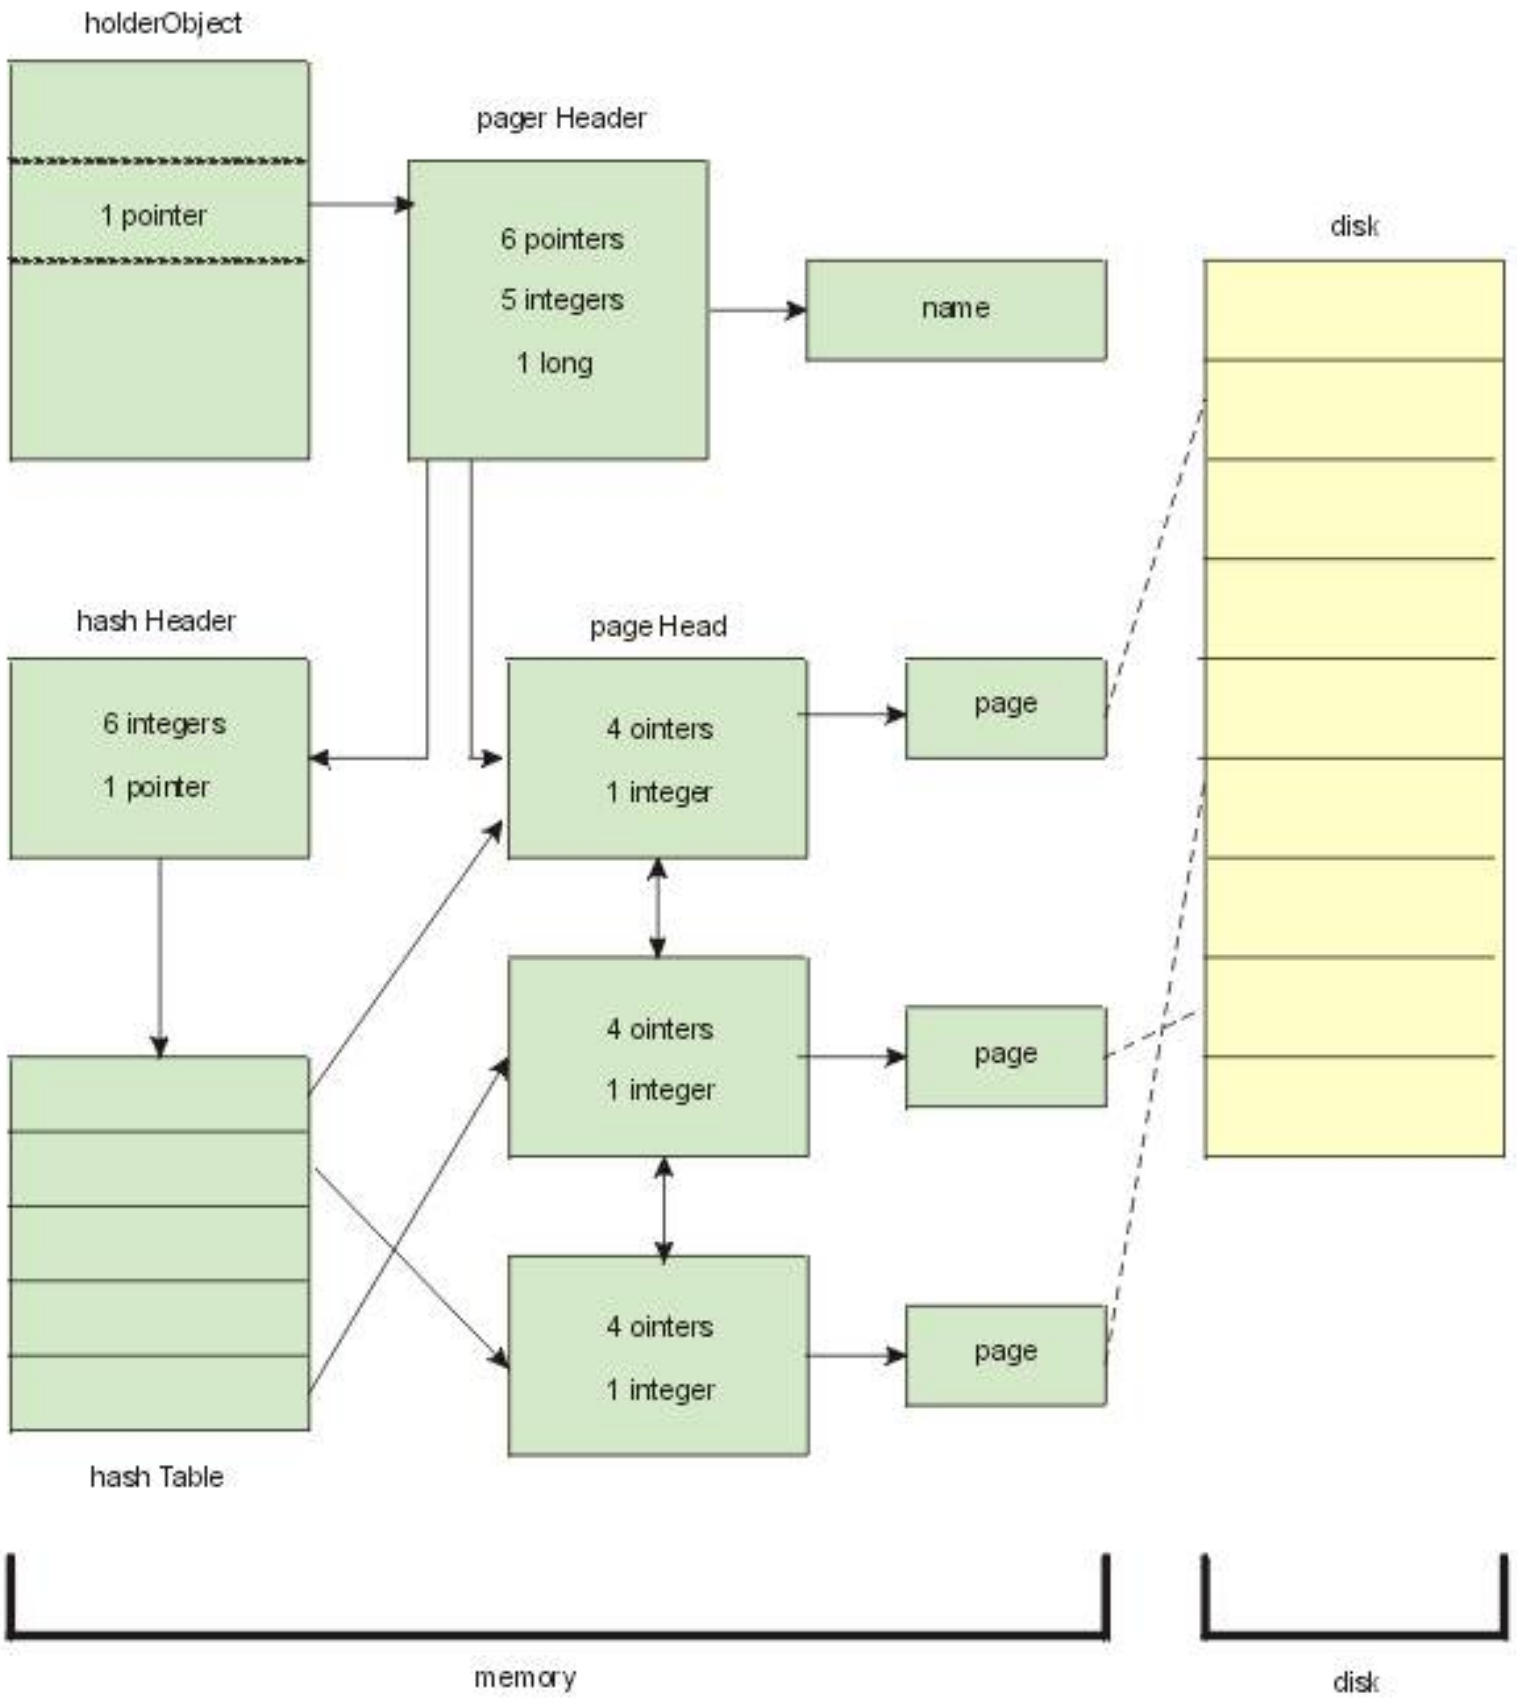 holderObject
1 pointer
pager Header
6 pointers
5 integers
1 long
name
disk
hash Header
6 integers
1 pointer
page Head
4 ointers
1 integer
page
4 ointers
1 integer
page
4 ointers
1 integer
page
hash Table
memory
disk